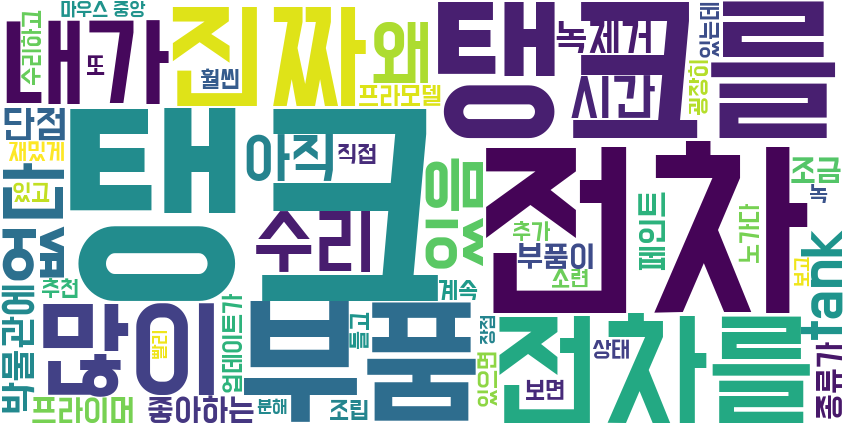 마우스 중앙
내가
진짜
왜
탱크를
녹제거
있는데
수리하고
또
훨씬
프라모델
시간
굉장히
단점
재밌게
있고
없다
탱크
아직
직접
있음
전차
조금
녹
수리
추가
부품이
소련
페인트
노가다
보고
tank
추천
계속
박물관에
많이
빨리
업데이트가
부품
들고
장점
전차를
상태
종류가
있으면
보면
프라이머
좋아하는
분해
조립